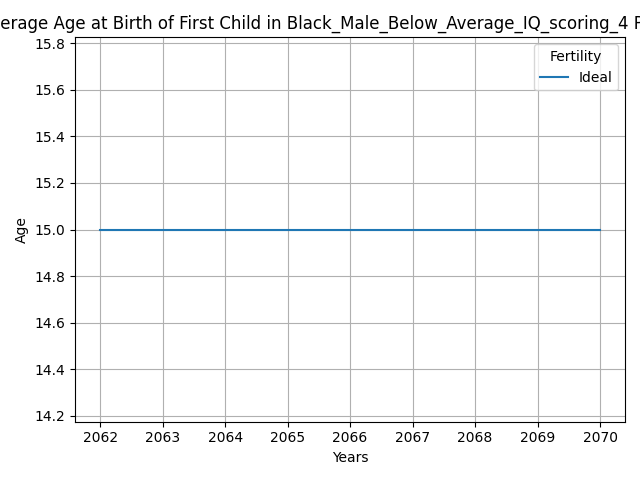 erage Age at Birth of First Child in Black_Male_Below_Average_IQ_scoring_4
Fertility
Ideal
15.8
15.6
15.4
15.2
15.0
14.8
14.6
14.4
14.2
Age
2062 2063 2064 2065 2066 2067 2068 2069 2070
Years